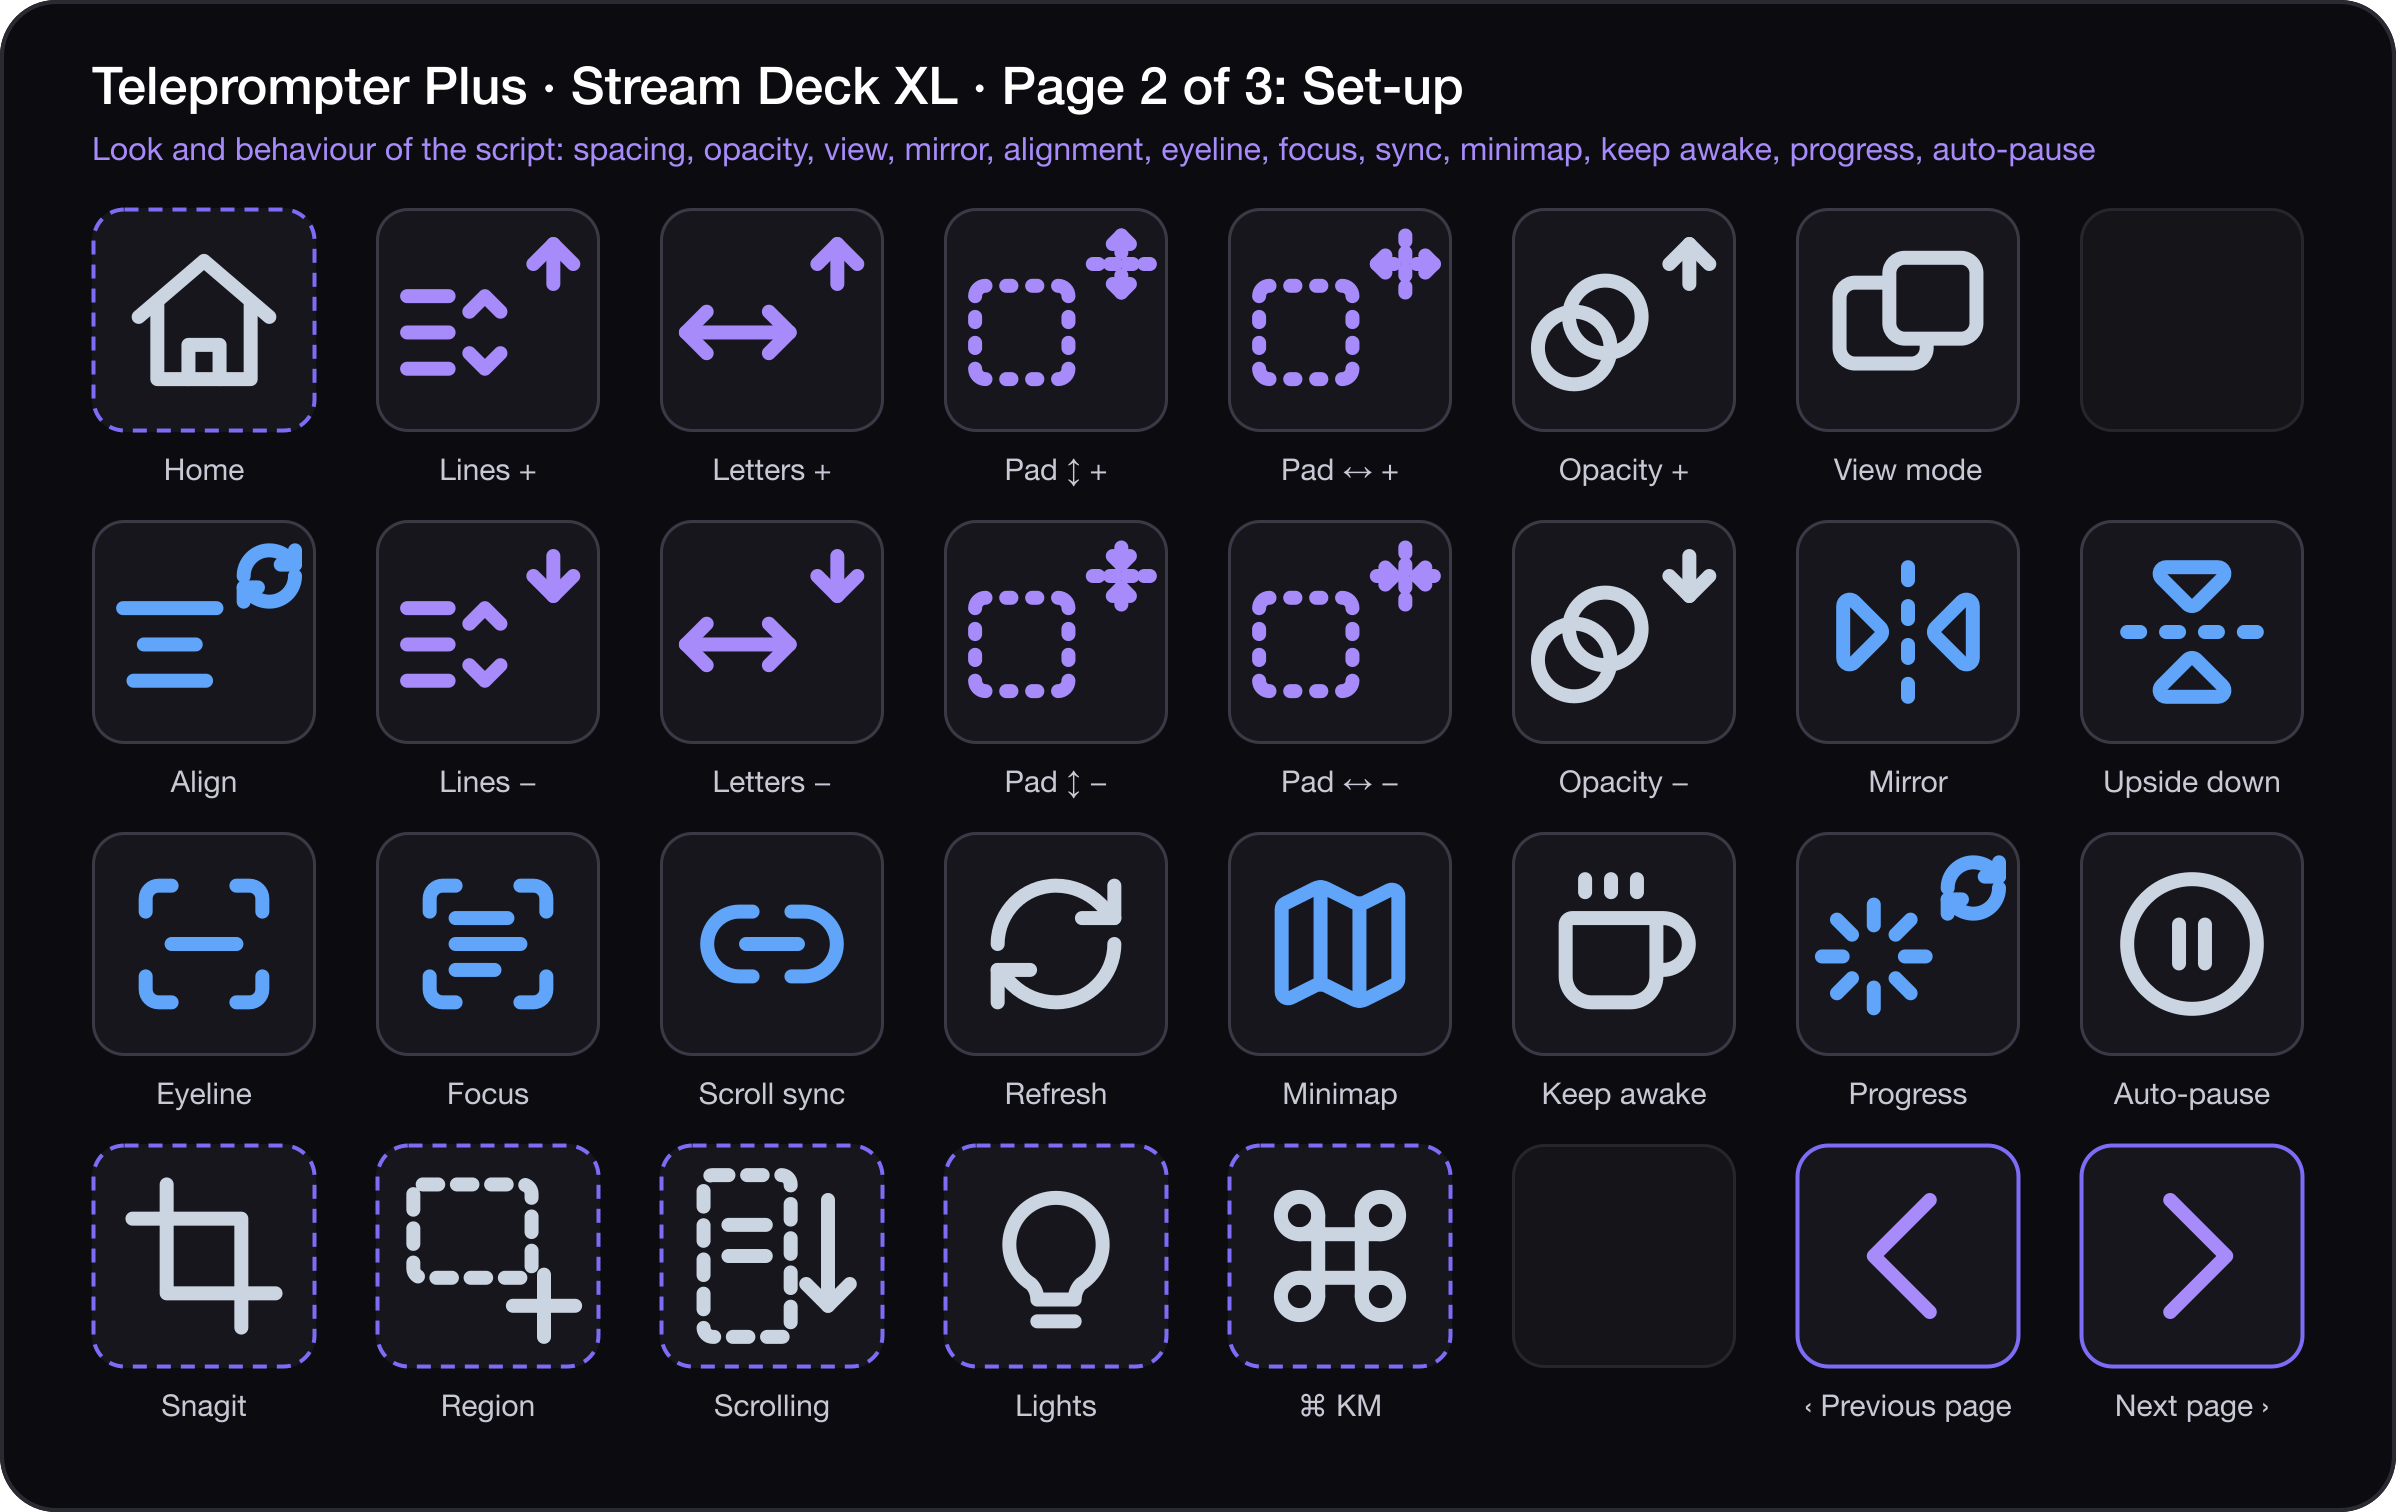 Teleprompter Plus · Stream Deck XL · Page 2 of 3: Set-up
Look and behaviour of the script: spacing, opacity, view, mirror, alignment, eyeline, focus, sync, minimap, keep awake, progress, auto-pause
Home
Lines +
Letters +
Pad ↕ +
Pad ↔ +
Opacity +
View mode
Align
Lines –
Letters –
Pad ↕ –
Pad ↔ –
Opacity –
Mirror
Upside down
Eyeline
Focus
Scroll sync
Refresh
Minimap
Keep awake
Progress
Auto-pause
Snagit
Region
Scrolling
Lights
⌘ KM
‹ Previous page
Next page ›